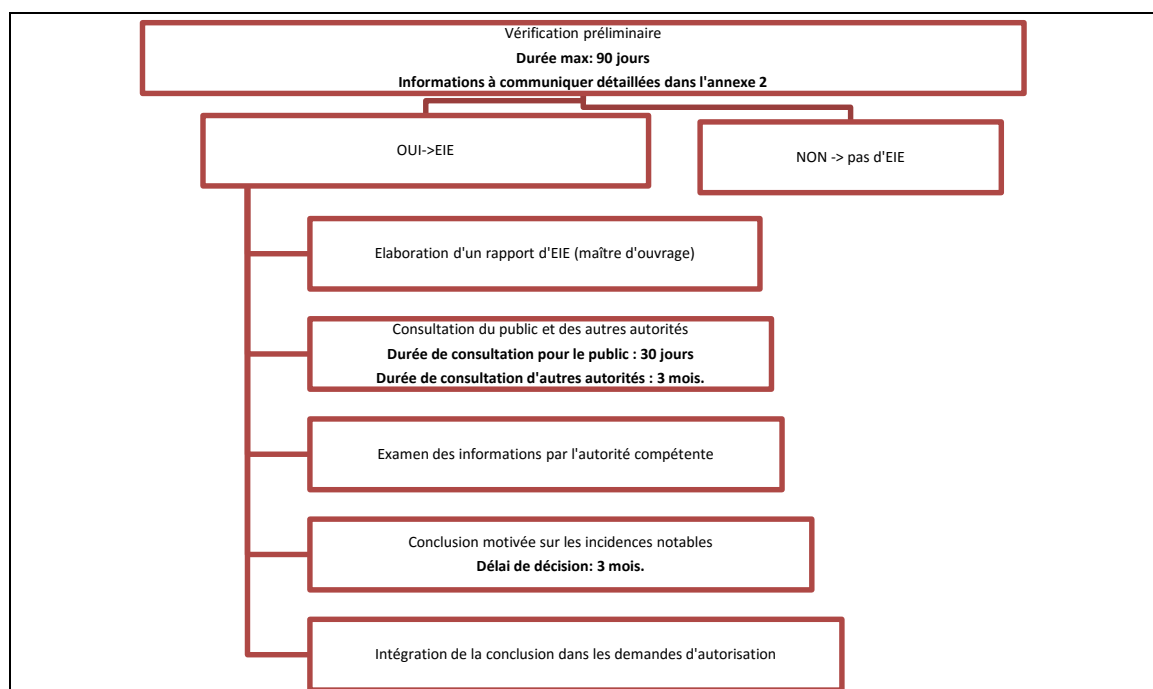 Vérification préliminaire
Durée max: 90 jours
Informations à communiquer détaillées dans l'annexe 2
OUI->EIE
NON -> pas d'EIE
Elaboration d'un rapport d'EIE (maître d'ouvrage)
Consultation du public et des autres autorités
Durée de consultation pour le public : 30 jours
Durée de consultation d'autres autorités : 3 mois.
Examen des informations par l'autorité compétente
Conclusion motivée sur les incidences notables
Délai de décision: 3 mois.
Intégration de la conclusion dans les demandes d'autorisation